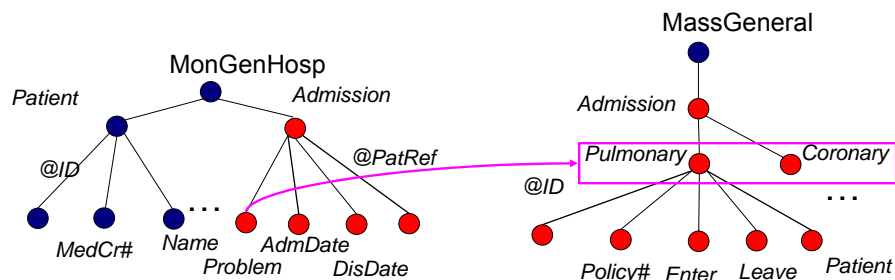 MassGeneral
MonGenHosp
Patient
Admission
Admission
@ID
@PatRef
Pulmonary
Coronary
@ID
...
...
MedCr#
Name
Problem
AdmDate
DisDate
Policy#
Enter
Leave
Patient